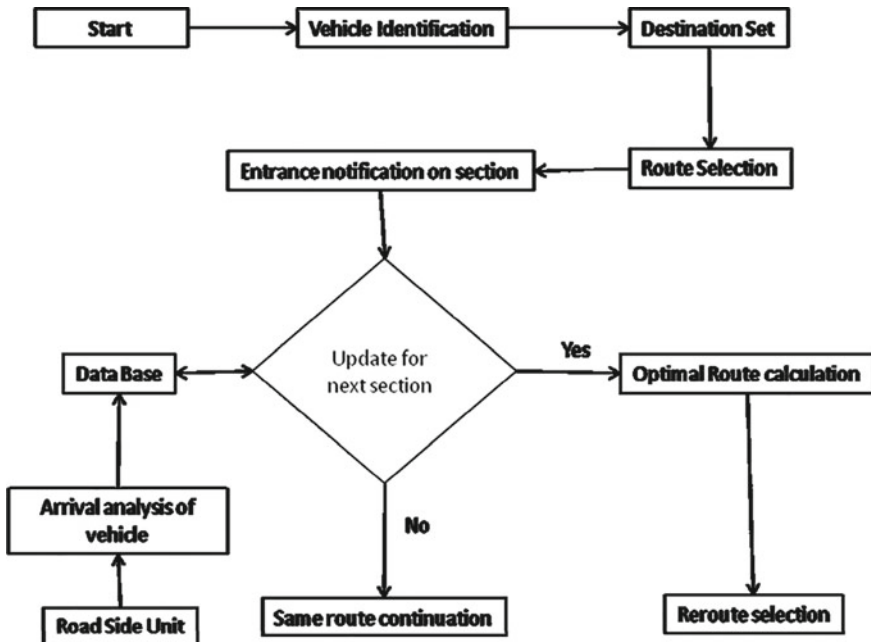 Start
Vehicle Identification
Destination Set
Entrance notification on section
Route Selection
Update for
next section
Yes
Data Base
Optimal Route calculation
Arrival analysis of
vehicle
No
Road Side Unit
Same route continuation
Reroute selection